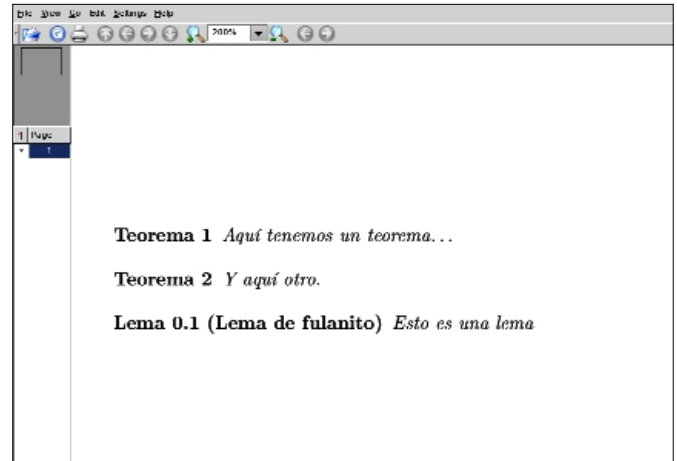 File View Go Edit Settings Help
200%
1 Page
1
Teorema 1 Aquí tenemos un teorema...
Teorema 2 Y aquí otro.
Lema 0.1 (Lema de fulanito) Esto es una lema